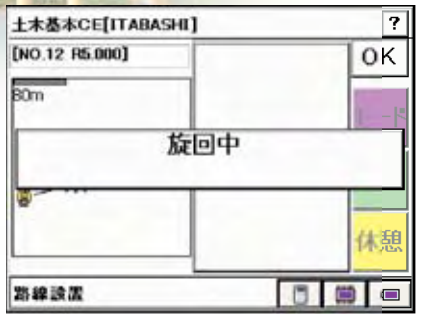 土木基本CE[ITABASHI] ?
[NO.12 R5.000] OK
80m
旋回中
休憩
路線設置